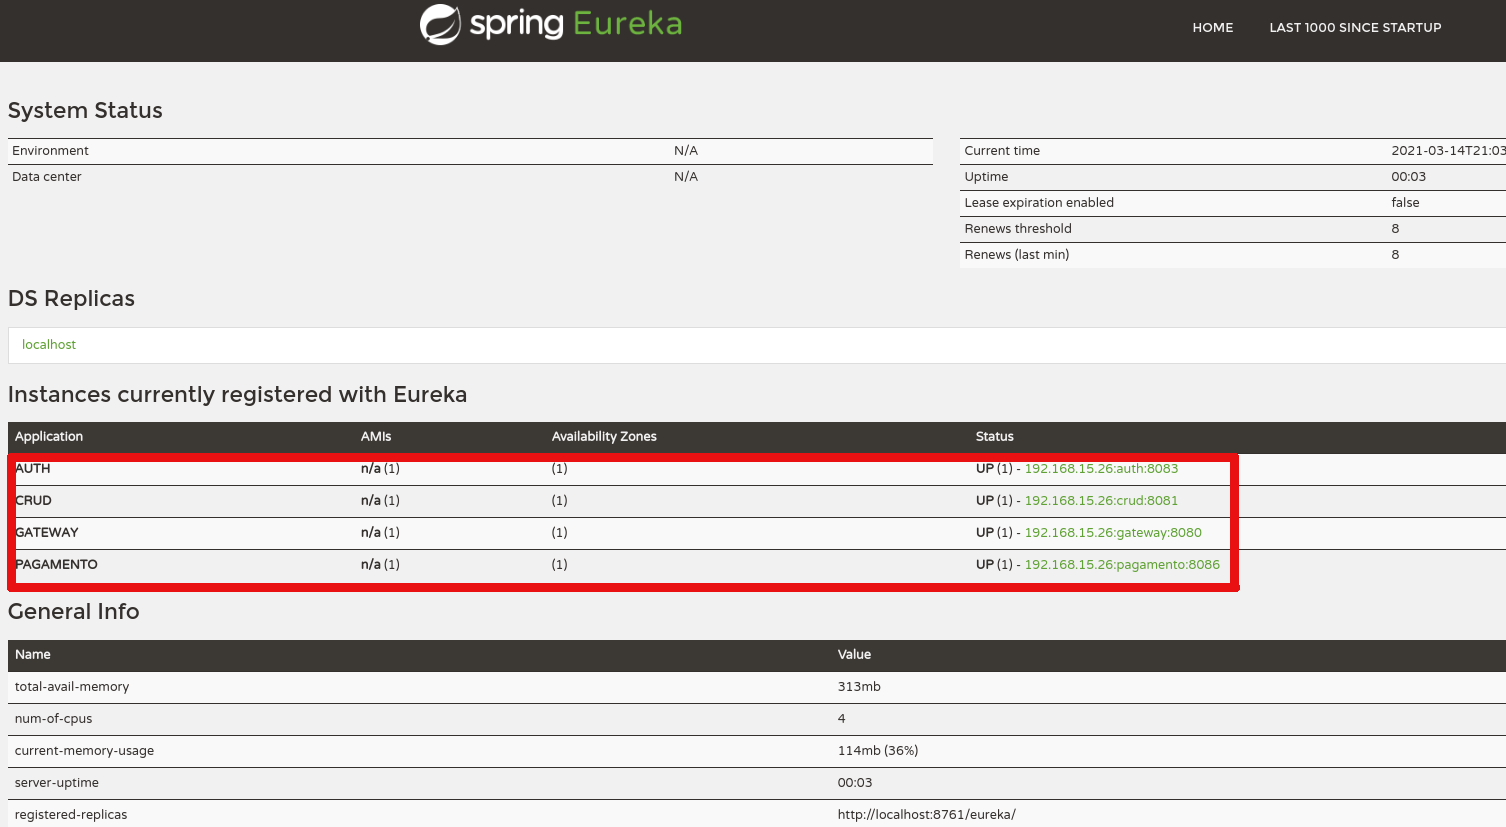 spring Eureka
HOME LAST 1000 SINCE STARTUP
System Status
Environment N/A
Data center N/A
Current time 2021-03-14T21:03
Uptime 00:03
Lease expiration enabled false
Renews threshold 8
Renews (last min) 8
DS Replicas
localhost
Instances currently registered with Eureka
Application AMIs Availability Zones Status
AUTH n/a (1) (1) UP (1) - 192.168.15.26:auth:8083
CRUD n/a (1) (1) UP (1) - 192.168.15.26:crud:8081
GATEWAY n/a (1) (1) UP (1) - 192.168.15.26:gateway:8080
PAGAMENTO n/a (1) (1) UP (1) - 192.168.15.26:pagamento:8086
General Info
Name Value
total-avail-memory 313mb
num-of-cpus 4
current-memory-usage 114mb (36%)
server-uptime 00:03
registered-replicas http://localhost:8761/eureka/